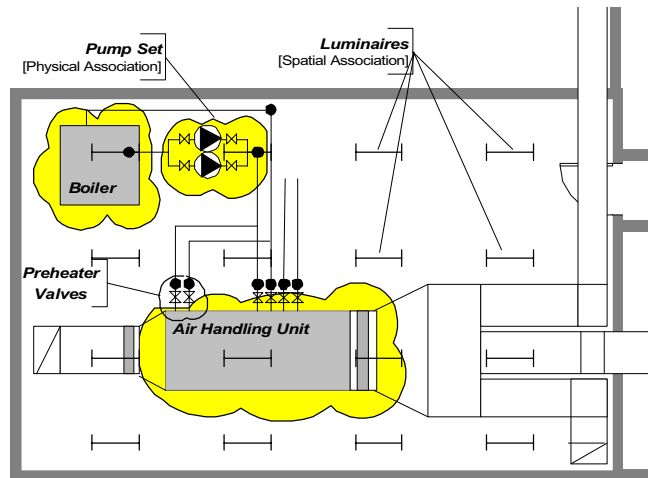 Pump Set
[Physical Association]
Luminaires
[Spatial Association]
Boiler
Preheater
Valves
Air Handling Unit